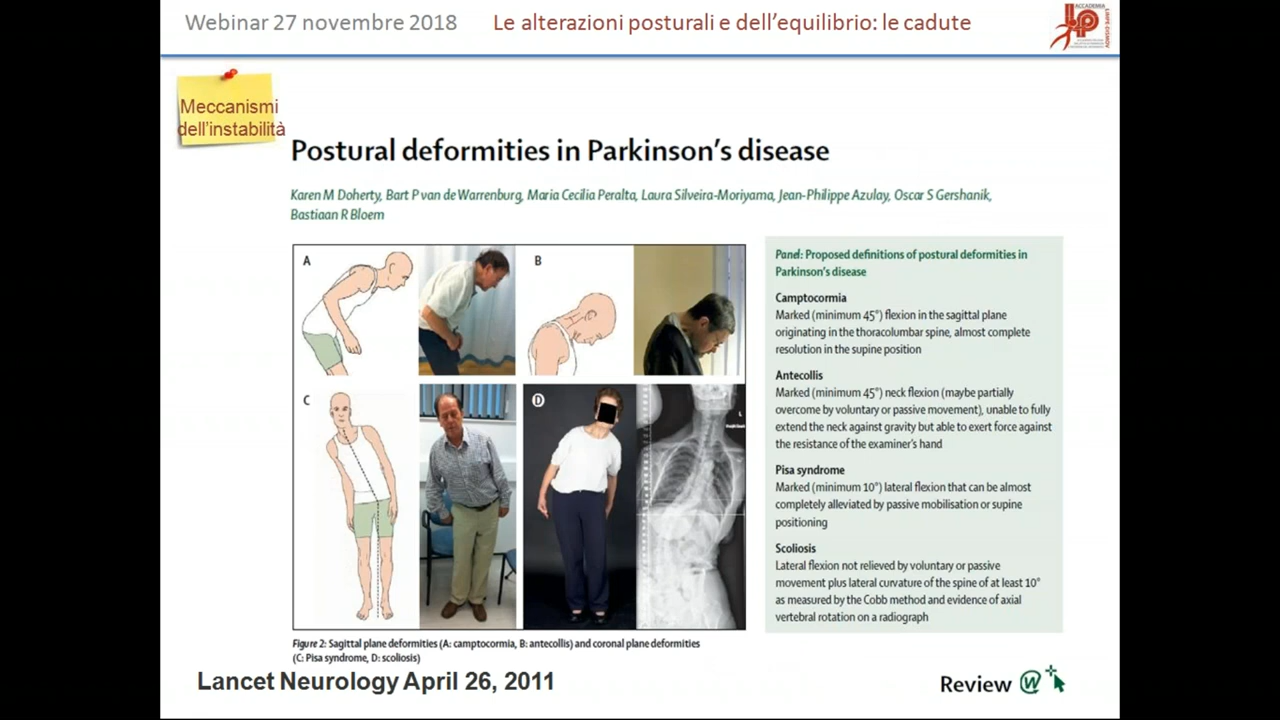 Webinar 27 novembre 2018 Le alterazioni posturali e dell'equilibrio: le cadute
ACCADEMIA
LIMPE-DISMOV
Meccanismi
dell'instabilità
Postural deformities in Parkinson's disease
Karen M Doherty, Bart P van de Warrenburg, Maria Cecilia Peralta, Laura Silveira-Moriyama, Jean-Philippe Azulay, Oscar S Gershanik,
Bastiaan R Bloem
A
B
C
D
L
Panel: Proposed definitions of postural deformities in
Parkinson's disease
Camptocormia
Marked (minimum 45°) flexion in the sagittal plane
originating in the thoracolumbar spine, almost complete
resolution in the supine position
Antecollis
Marked (minimum 45°) neck flexion (maybe partially
overcome by voluntary or passive movement), unable to fully
extend the neck against gravity but able to exert force against
the resistance of the examiner's hand
Pisa syndrome
Marked (minimum 10°) lateral flexion that can be almost
completely alleviated by passive mobilisation or supine
positioning
Scoliosis
Lateral flexion not relieved by voluntary or passive
movement plus lateral curvature of the spine of at least 10°
as measured by the Cobb method and evidence of axial
vertebral rotation on a radiograph
Figure 2: Sagittal plane deformities (A: camptocormia, B: antecollis) and coronal plane deformities
(C: Pisa syndrome, D: scoliosis)
Lancet Neurology April 26, 2011
Review W